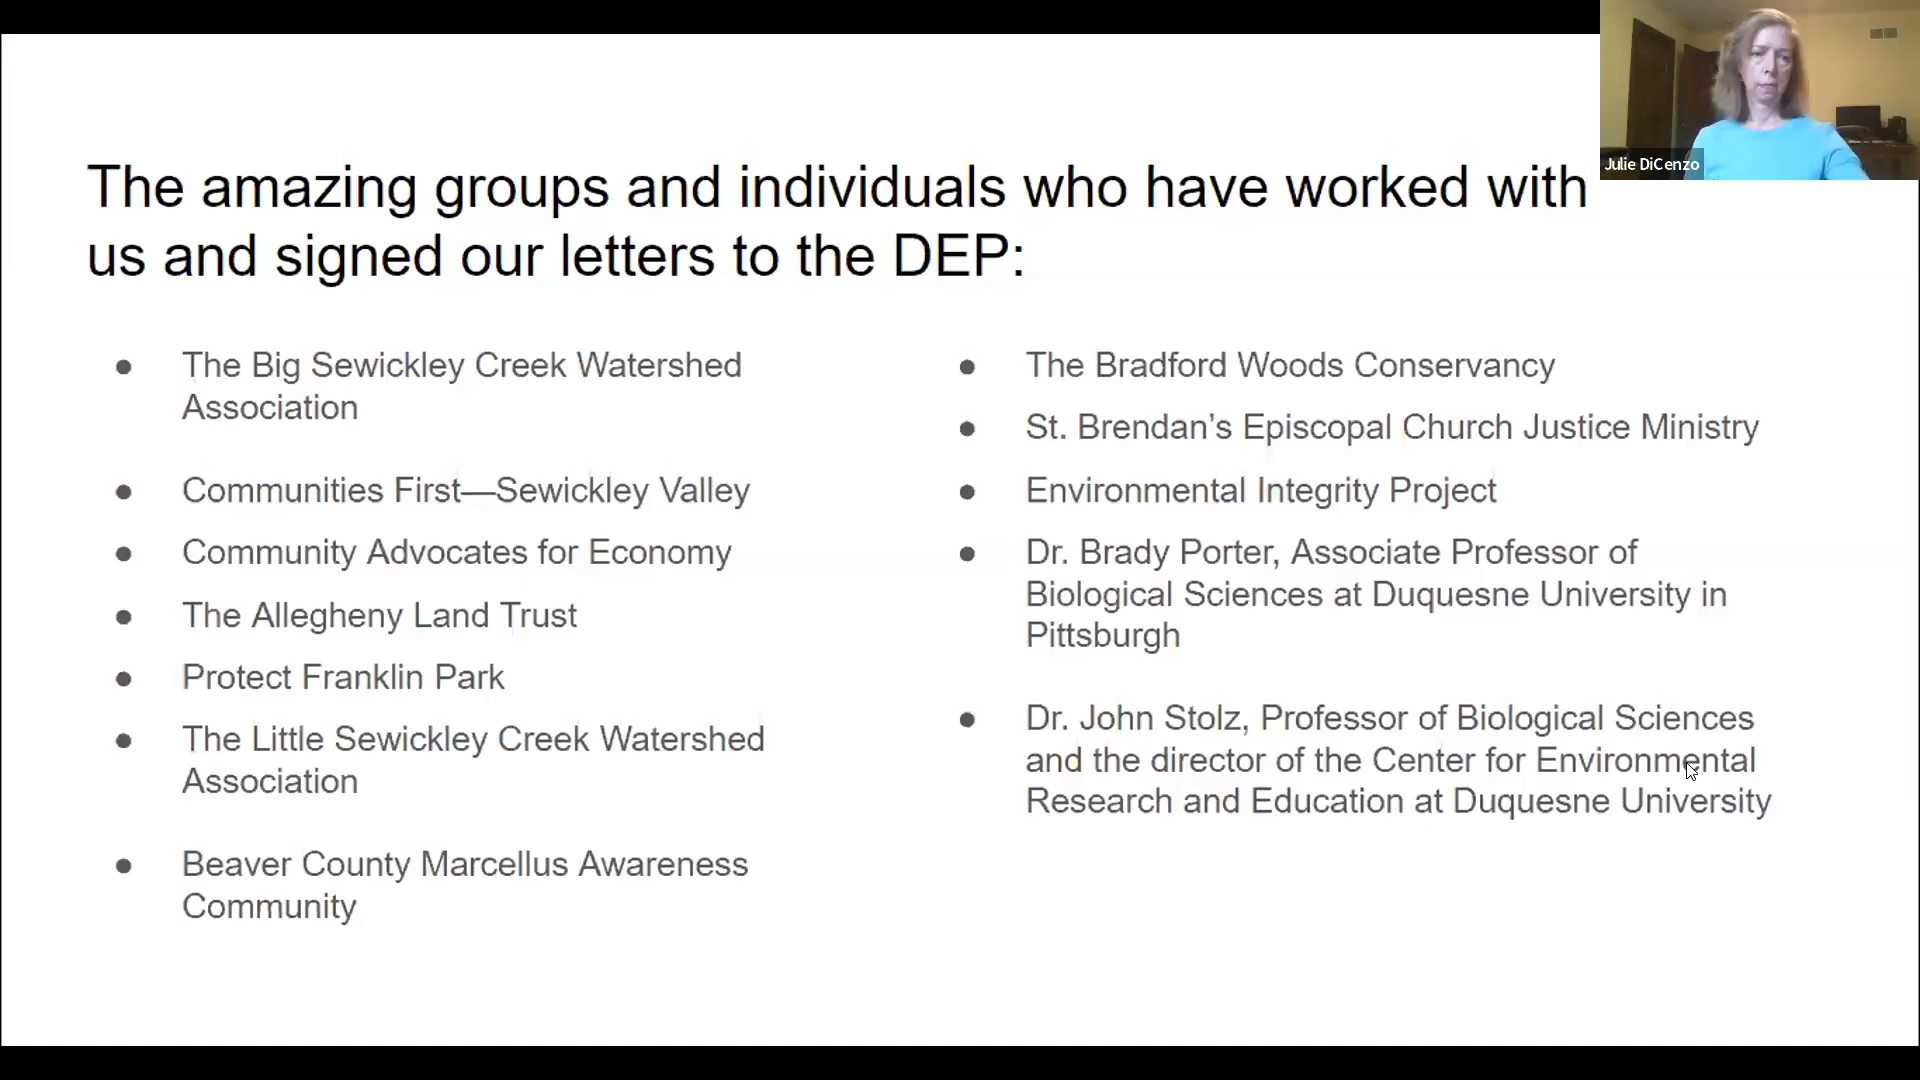 Julie DiCenzo
The amazing groups and individuals who have worked with
us and signed our letters to the DEP:
● The Big Sewickley Creek Watershed
Association
● Communities First—Sewickley Valley
● Community Advocates for Economy
● The Allegheny Land Trust
● Protect Franklin Park
● The Little Sewickley Creek Watershed
Association
● Beaver County Marcellus Awareness
Community
● The Bradford Woods Conservancy
● St. Brendan’s Episcopal Church Justice Ministry
● Environmental Integrity Project
● Dr. Brady Porter, Associate Professor of
Biological Sciences at Duquesne University in
Pittsburgh
● Dr. John Stolz, Professor of Biological Sciences
and the director of the Center for Environmental
Research and Education at Duquesne University